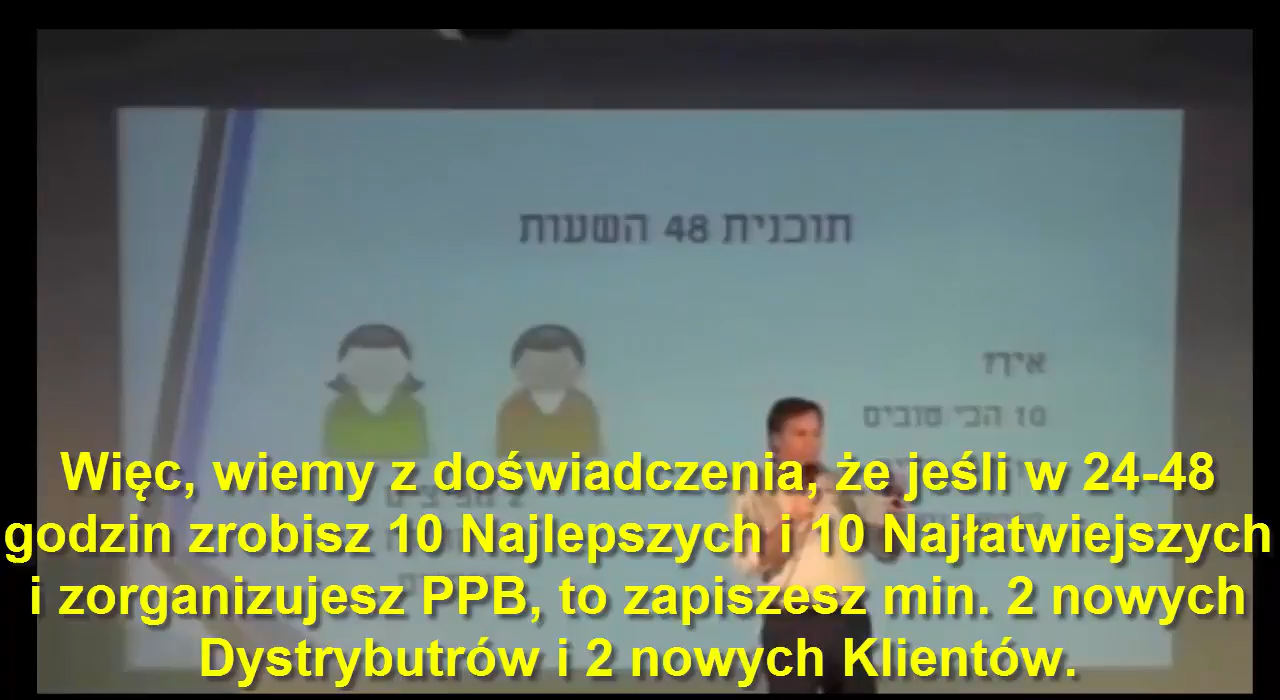 תוכנית 48 השעות
איך?
10 הכי טובים
Więc, wiemy z doświadczenia, że jeśli w 24-48
godzin zrobisz 10 Najlepszych i 10 Najłatwiejszych
i zorganizujesz PPB, to zapiszesz min. 2 nowych
Dystrybutrów i 2 nowych Klientów.